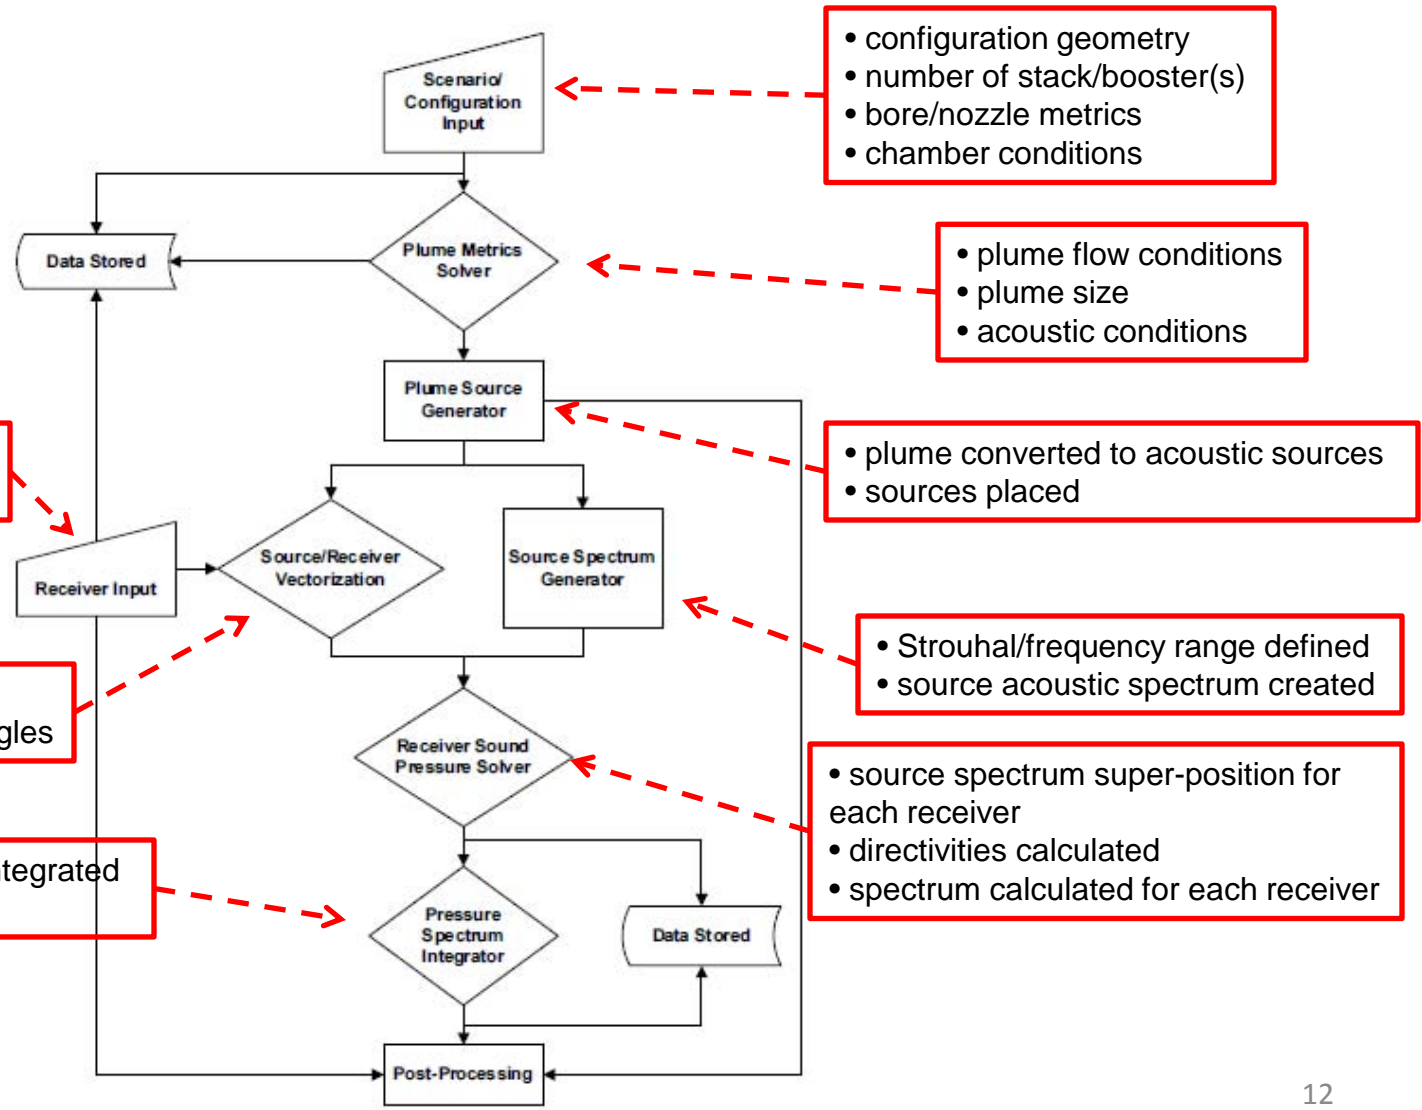 • configuration geometry
• number of stack/booster(s)
• bore/nozzle metrics
• chamber conditions
Scenario/
Configuration
Input
Data Stored
Plume Metrics
Solver
• plume flow conditions
• plume size
• acoustic conditions
Plume Source
Generator
• plume converted to acoustic sources
• sources placed
Receiver Input
Source/Receiver
Vectorization
Source Spectrum
Generator
• Strouhal/frequency range defined
• source acoustic spectrum created
gles
Receiver Sound
Pressure Solver
• source spectrum super-position for
each receiver
• directivities calculated
• spectrum calculated for each receiver
ntegrated
Pressure
Spectrum
Integrator
Data Stored
Post-Processing
12